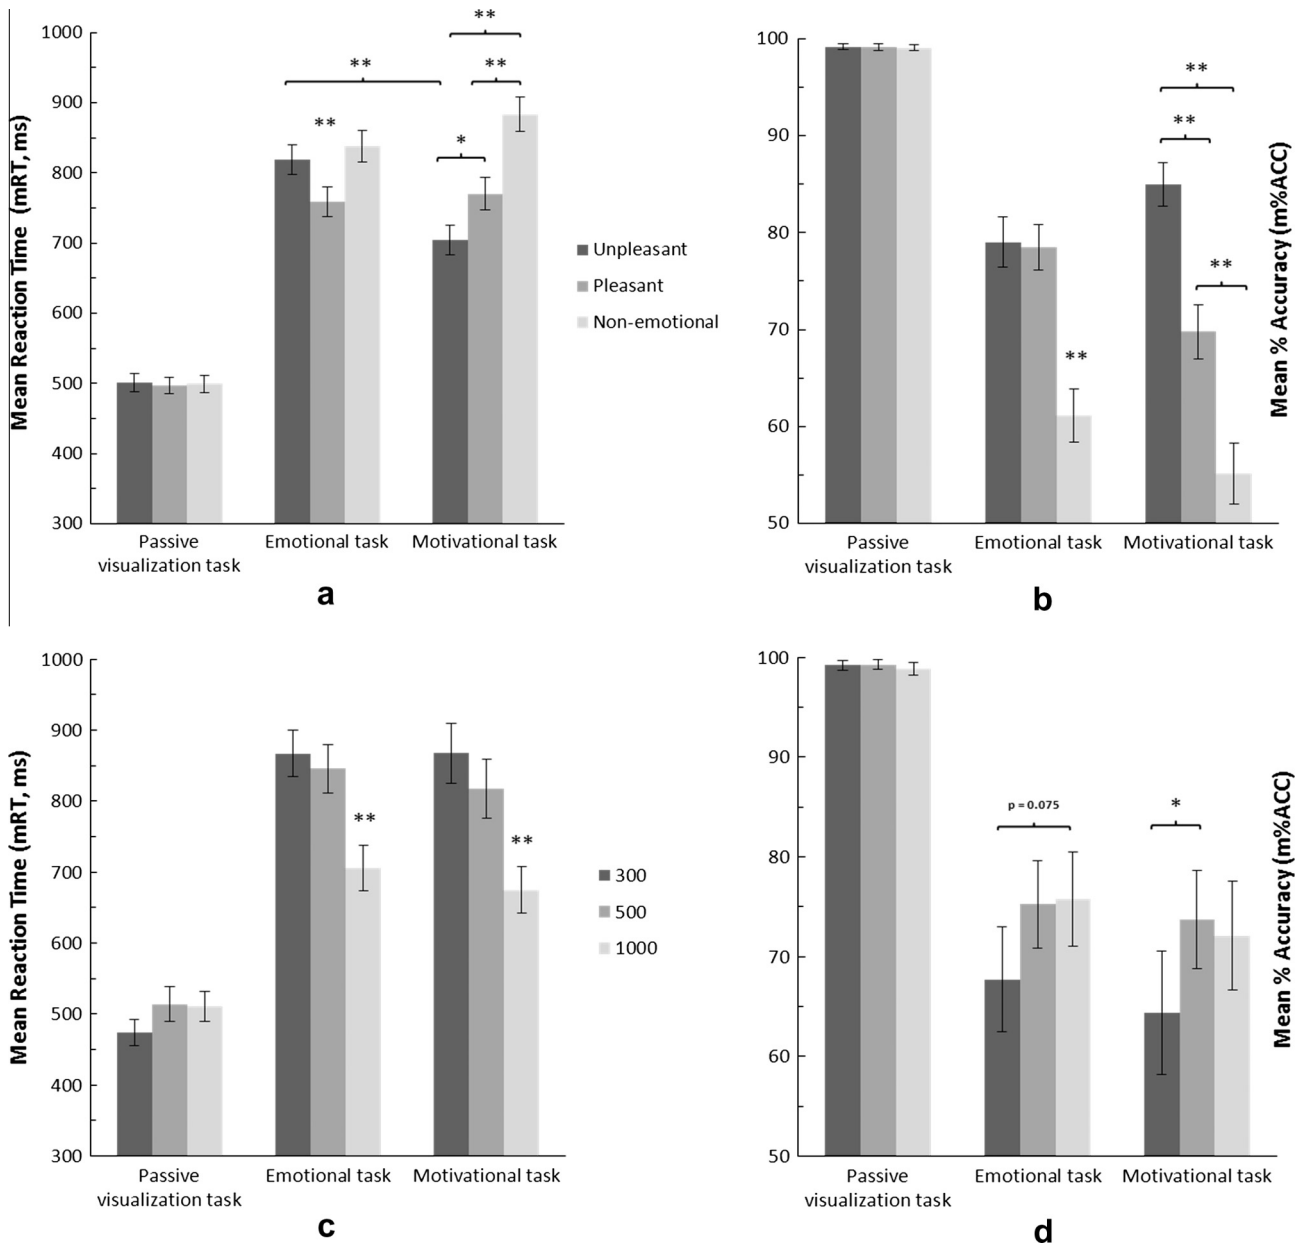 Mean Reaction Time (mRT, ms)
1000
900
800
700
600
500
400
300
**
**
**
**
*
Passive
visualization task
Emotional task
Motivational task
a
Unpleasant
Pleasant
Non-emotional
100
90
80
70
60
50
**
**
**
**
Mean % Accuracy (m%ACC)
Passive
visualization task
Emotional task
Motivational task
b
Mean Reaction Time (mRT, ms)
1000
900
800
700
600
500
400
300
**
**
Passive
visualization task
Emotional task
Motivational task
c
300
500
1000
100
90
80
70
60
50
p = 0.075
*
Mean % Accuracy (m%ACC)
Passive
visualization task
Emotional task
Motivational task
d